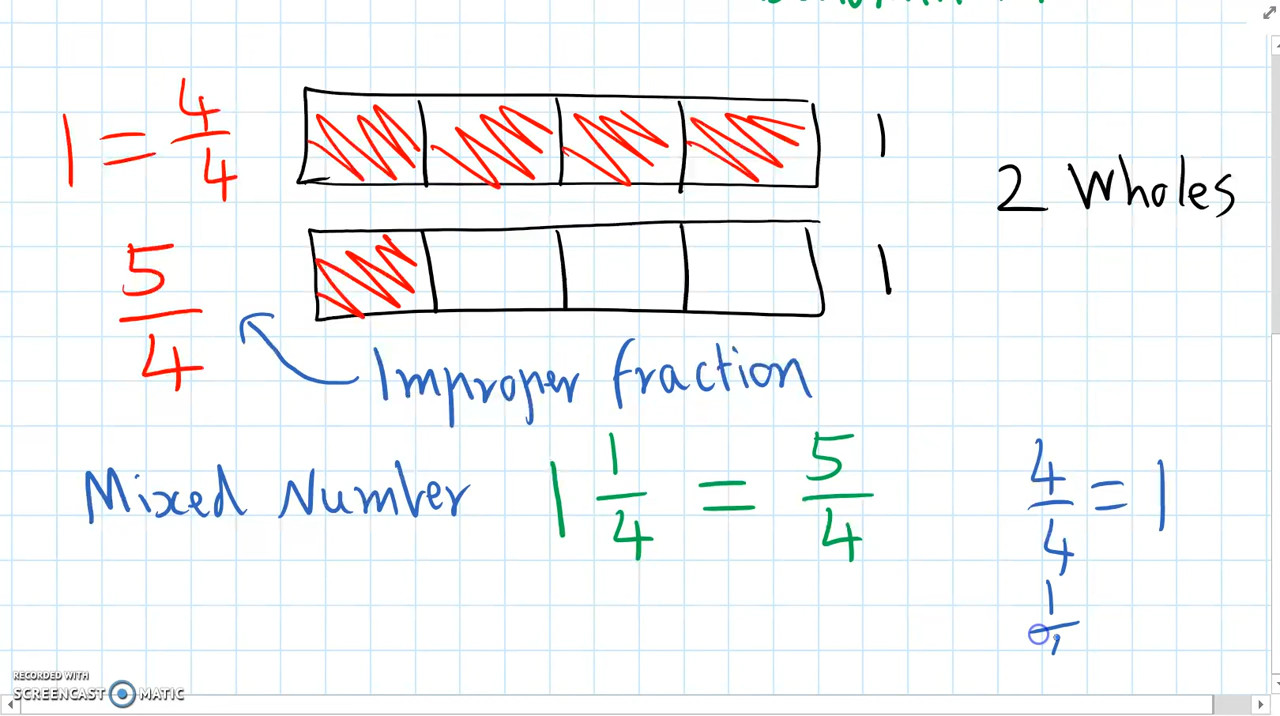 1 = 4/4
1
2 Wholes
5/4
1
Improper fraction
Mixed Number 1 1/4 = 5/4
4/4 = 1
1/
RECORDED WITH
SCREENCAST MATIC